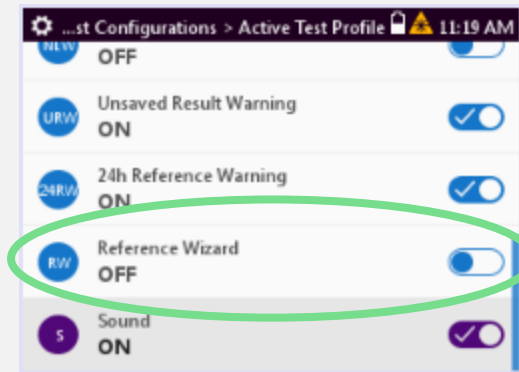 ...st Configurations > Active Test Profile 11:19 AM
NEW
OFF
URW
Unsaved Result Warning
ON
24RW
24h Reference Warning
ON
RW
Reference Wizard
OFF
S
Sound
ON